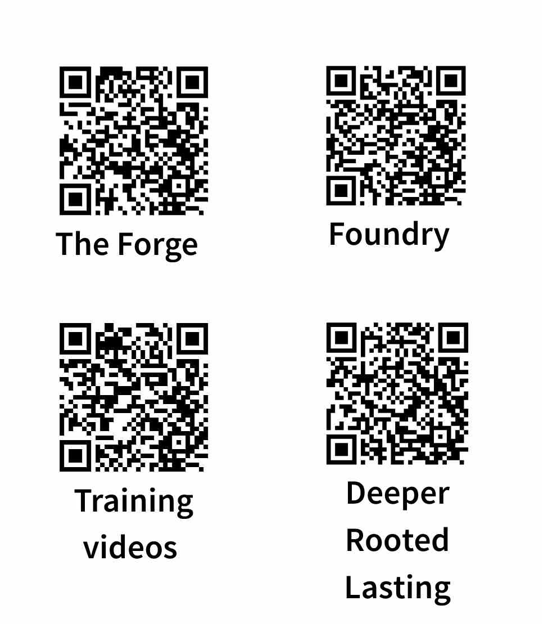 The Forge
Foundry
Training
videos
Deeper
Rooted
Lasting